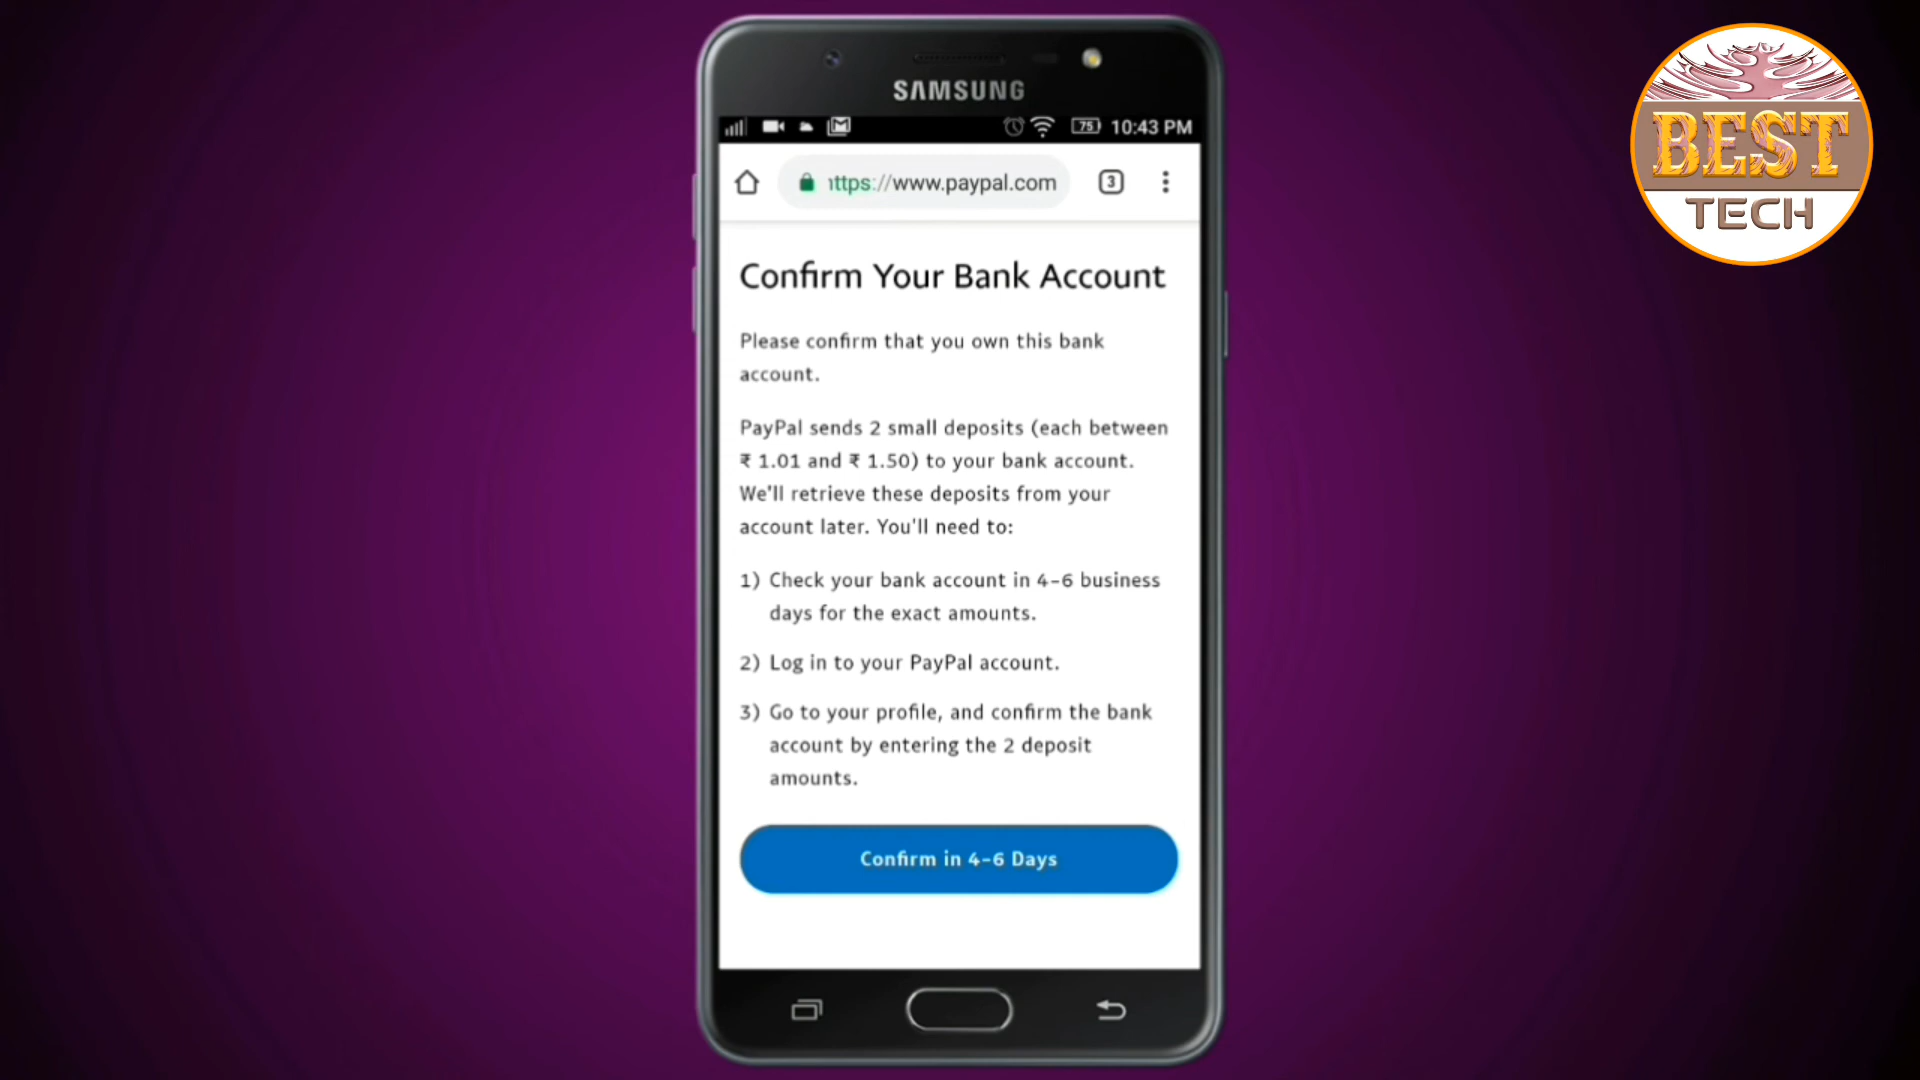 SAMSUNG
75 10:43 PM
ttps://www.paypal.com
3
Confirm Your Bank Account
Please confirm that you own this bank
account.
PayPal sends 2 small deposits (each between
₹ 1.01 and ₹ 1.50) to your bank account.
We'll retrieve these deposits from your
account later. You'll need to:
1) Check your bank account in 4-6 business
days for the exact amounts.
2) Log in to your PayPal account.
3) Go to your profile, and confirm the bank
account by entering the 2 deposit
amounts.
Confirm in 4-6 Days
BEST
TECH